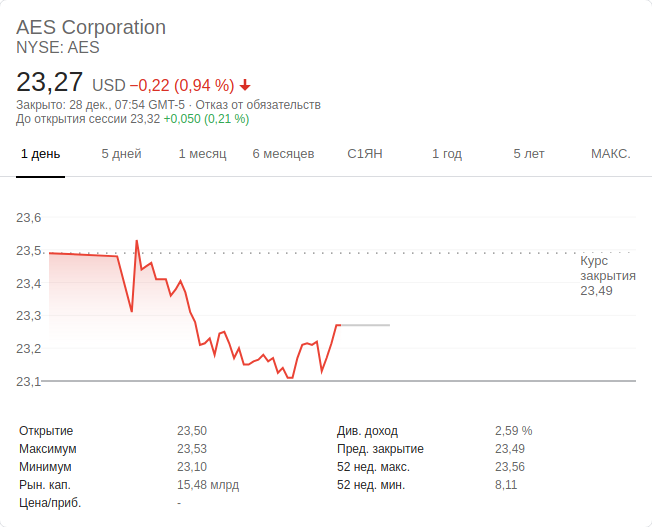 AES Corporation
NYSE: AES
23,27 USD −0,22 (0,94 %)
Закрыто: 28 дек., 07:54 GMT-5 · Отказ от обязательств
До открытия сессии 23,32 +0,050 (0,21 %)
1 день 5 дней 1 месяц 6 месяцев С1ЯН 1 год 5 лет МАКС.
23,6
23,5
Курс
закрытия
23,49
23,4
23,3
23,2
23,1
Открытие 23,50 Див. доход 2,59 %
Максимум 23,53 Пред. закрытие 23,49
Минимум 23,10 52 нед. макс. 23,56
Рын. кап. 15,48 млрд 52 нед. мин. 8,11
Цена/приб. -